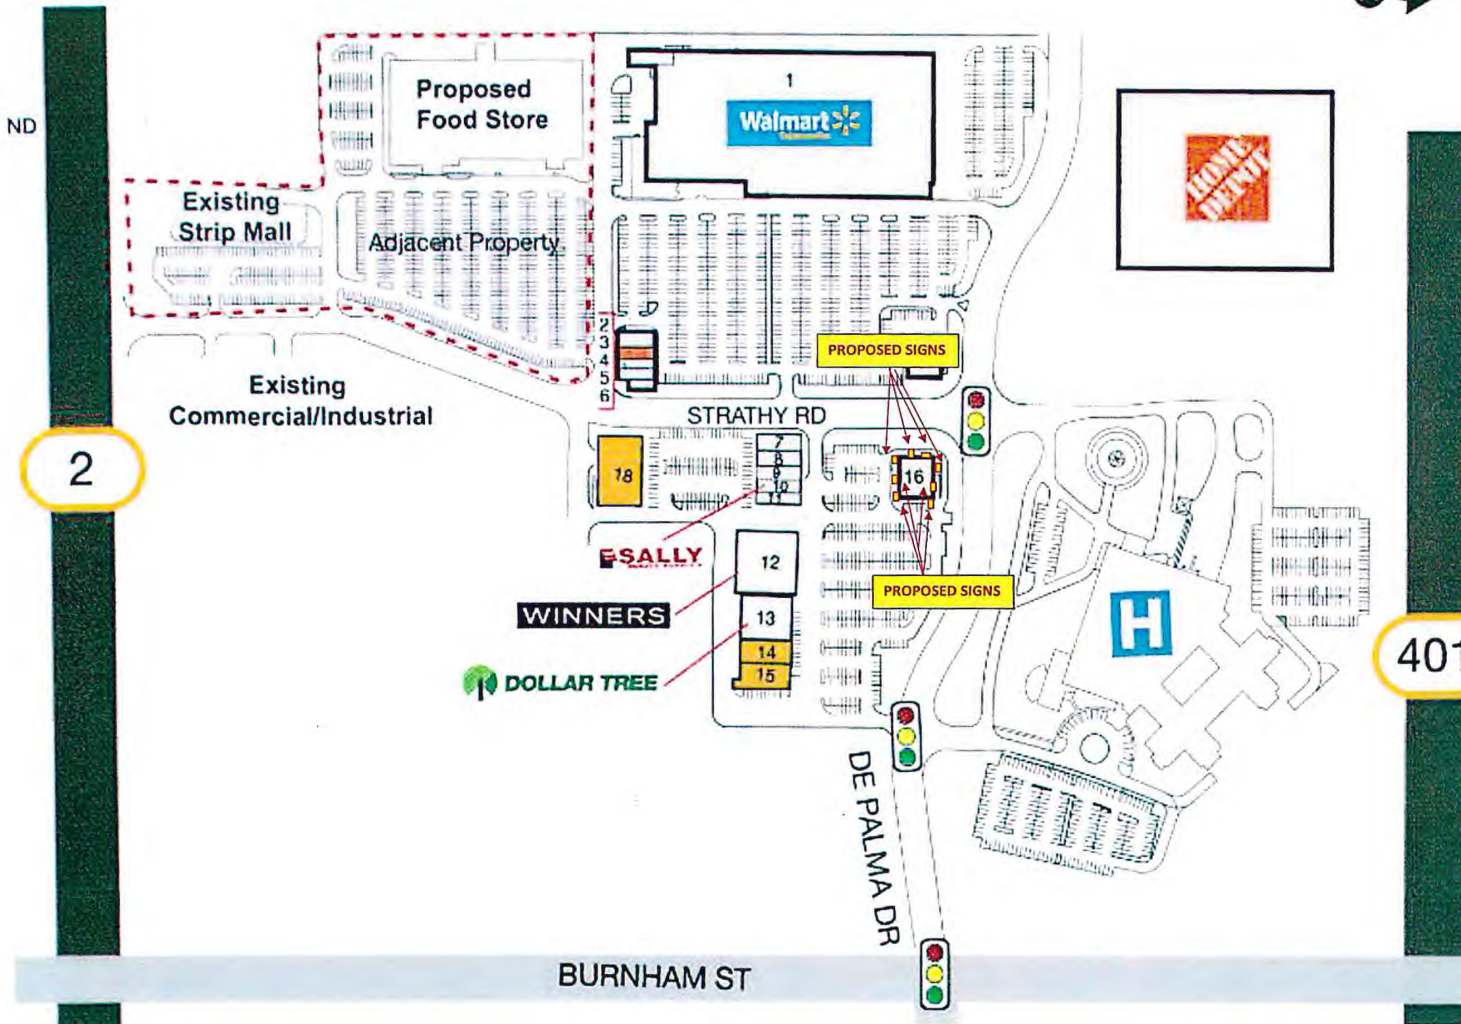 ND
Proposed
Food Store
1
Walmart
HOME
DEPOT
Existing
Strip Mall
Adjacent Property
2
3
4
5
6
PROPOSED SIGNS
Existing
Commercial/Industrial
STRATHY RD
2
18
7
8
9
10
11
16
SALLY
12
PROPOSED SIGNS
WINNERS
13
H
14
DOLLAR TREE
15
401
DE PALMA DR
BURNHAM ST